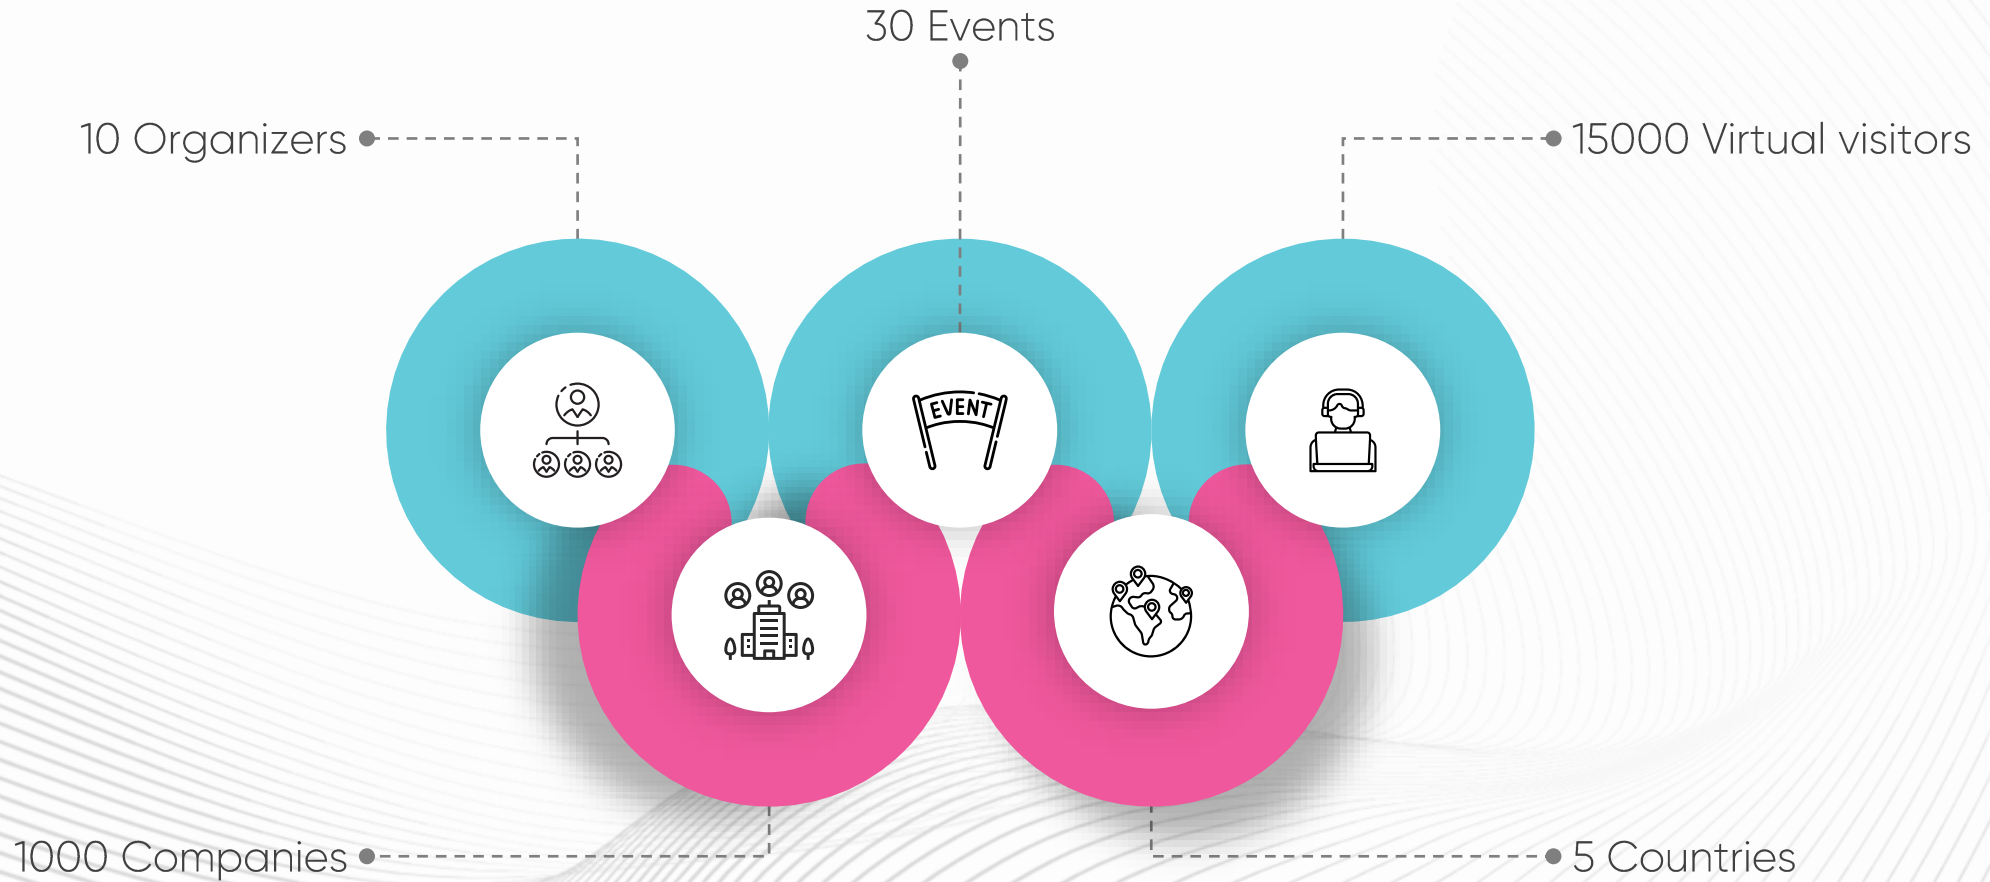 30 Events
10 Organizers
15000 Virtual visitors
EVENT
1000 Companies
5 Countries